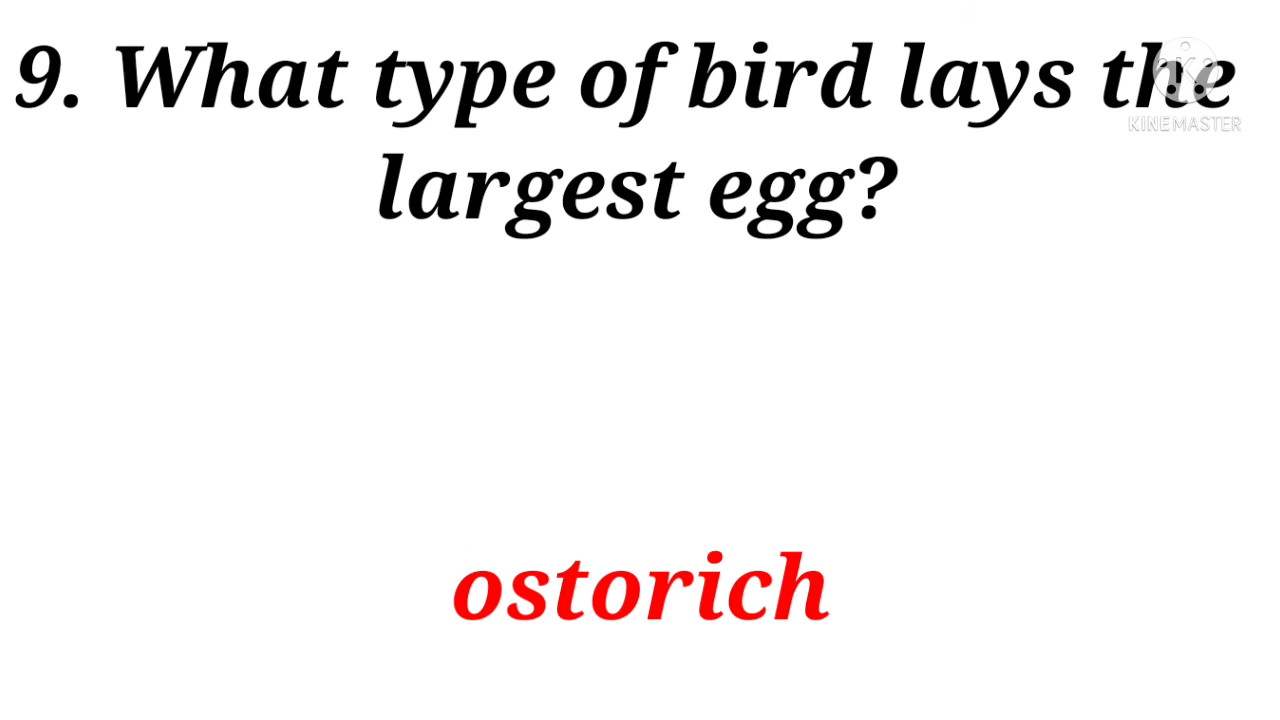 9. What type of bird lays the
KINEMASTER
largest egg?
ostorich